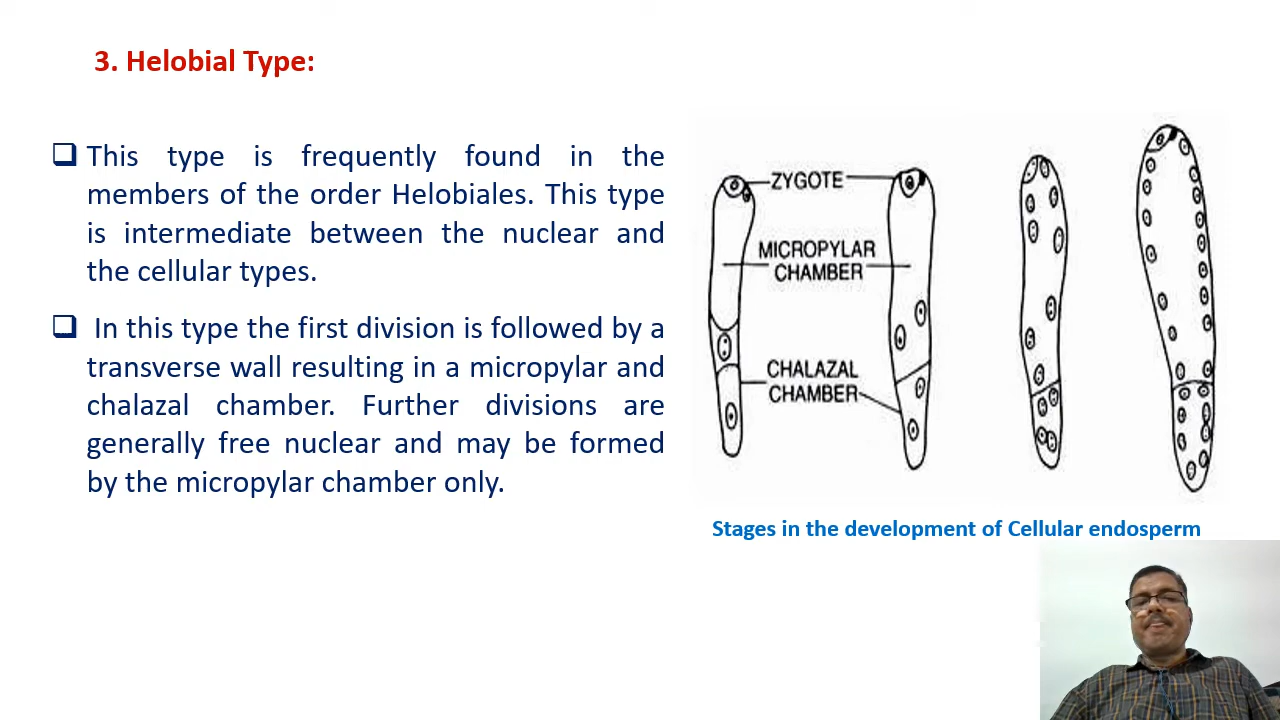 3. Helobial Type:
This type is frequently found in the
members of the order Helobiales. This type
is intermediate between the nuclear and
the cellular types.
In this type the first division is followed by a
transverse wall resulting in a micropylar and
chalazal chamber. Further divisions are
generally free nuclear and may be formed
by the micropylar chamber only.
ZYGOTE
MICROPYLAR
CHAMBER
CHALAZAL
CHAMBER
Stages in the development of Cellular endosperm